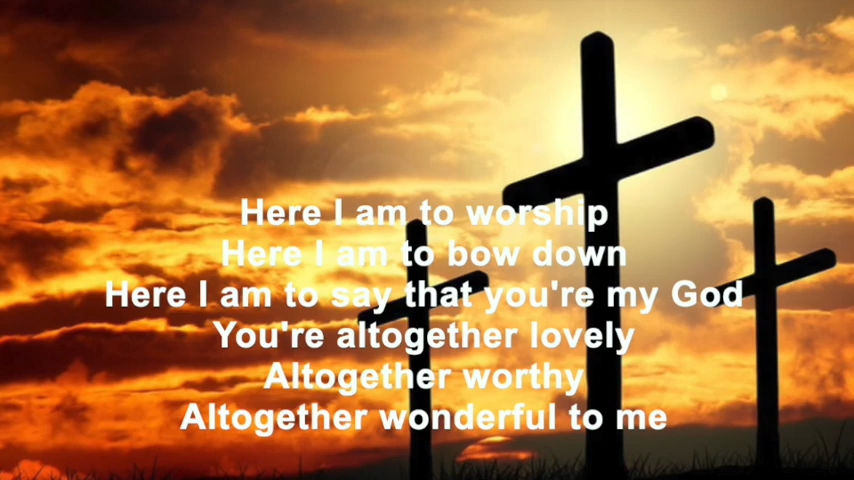 Here I am to worship
Here I am to bow down
Here I am to say that you're my God
You're altogether lovely
Altogether worthy
Altogether wonderful to me